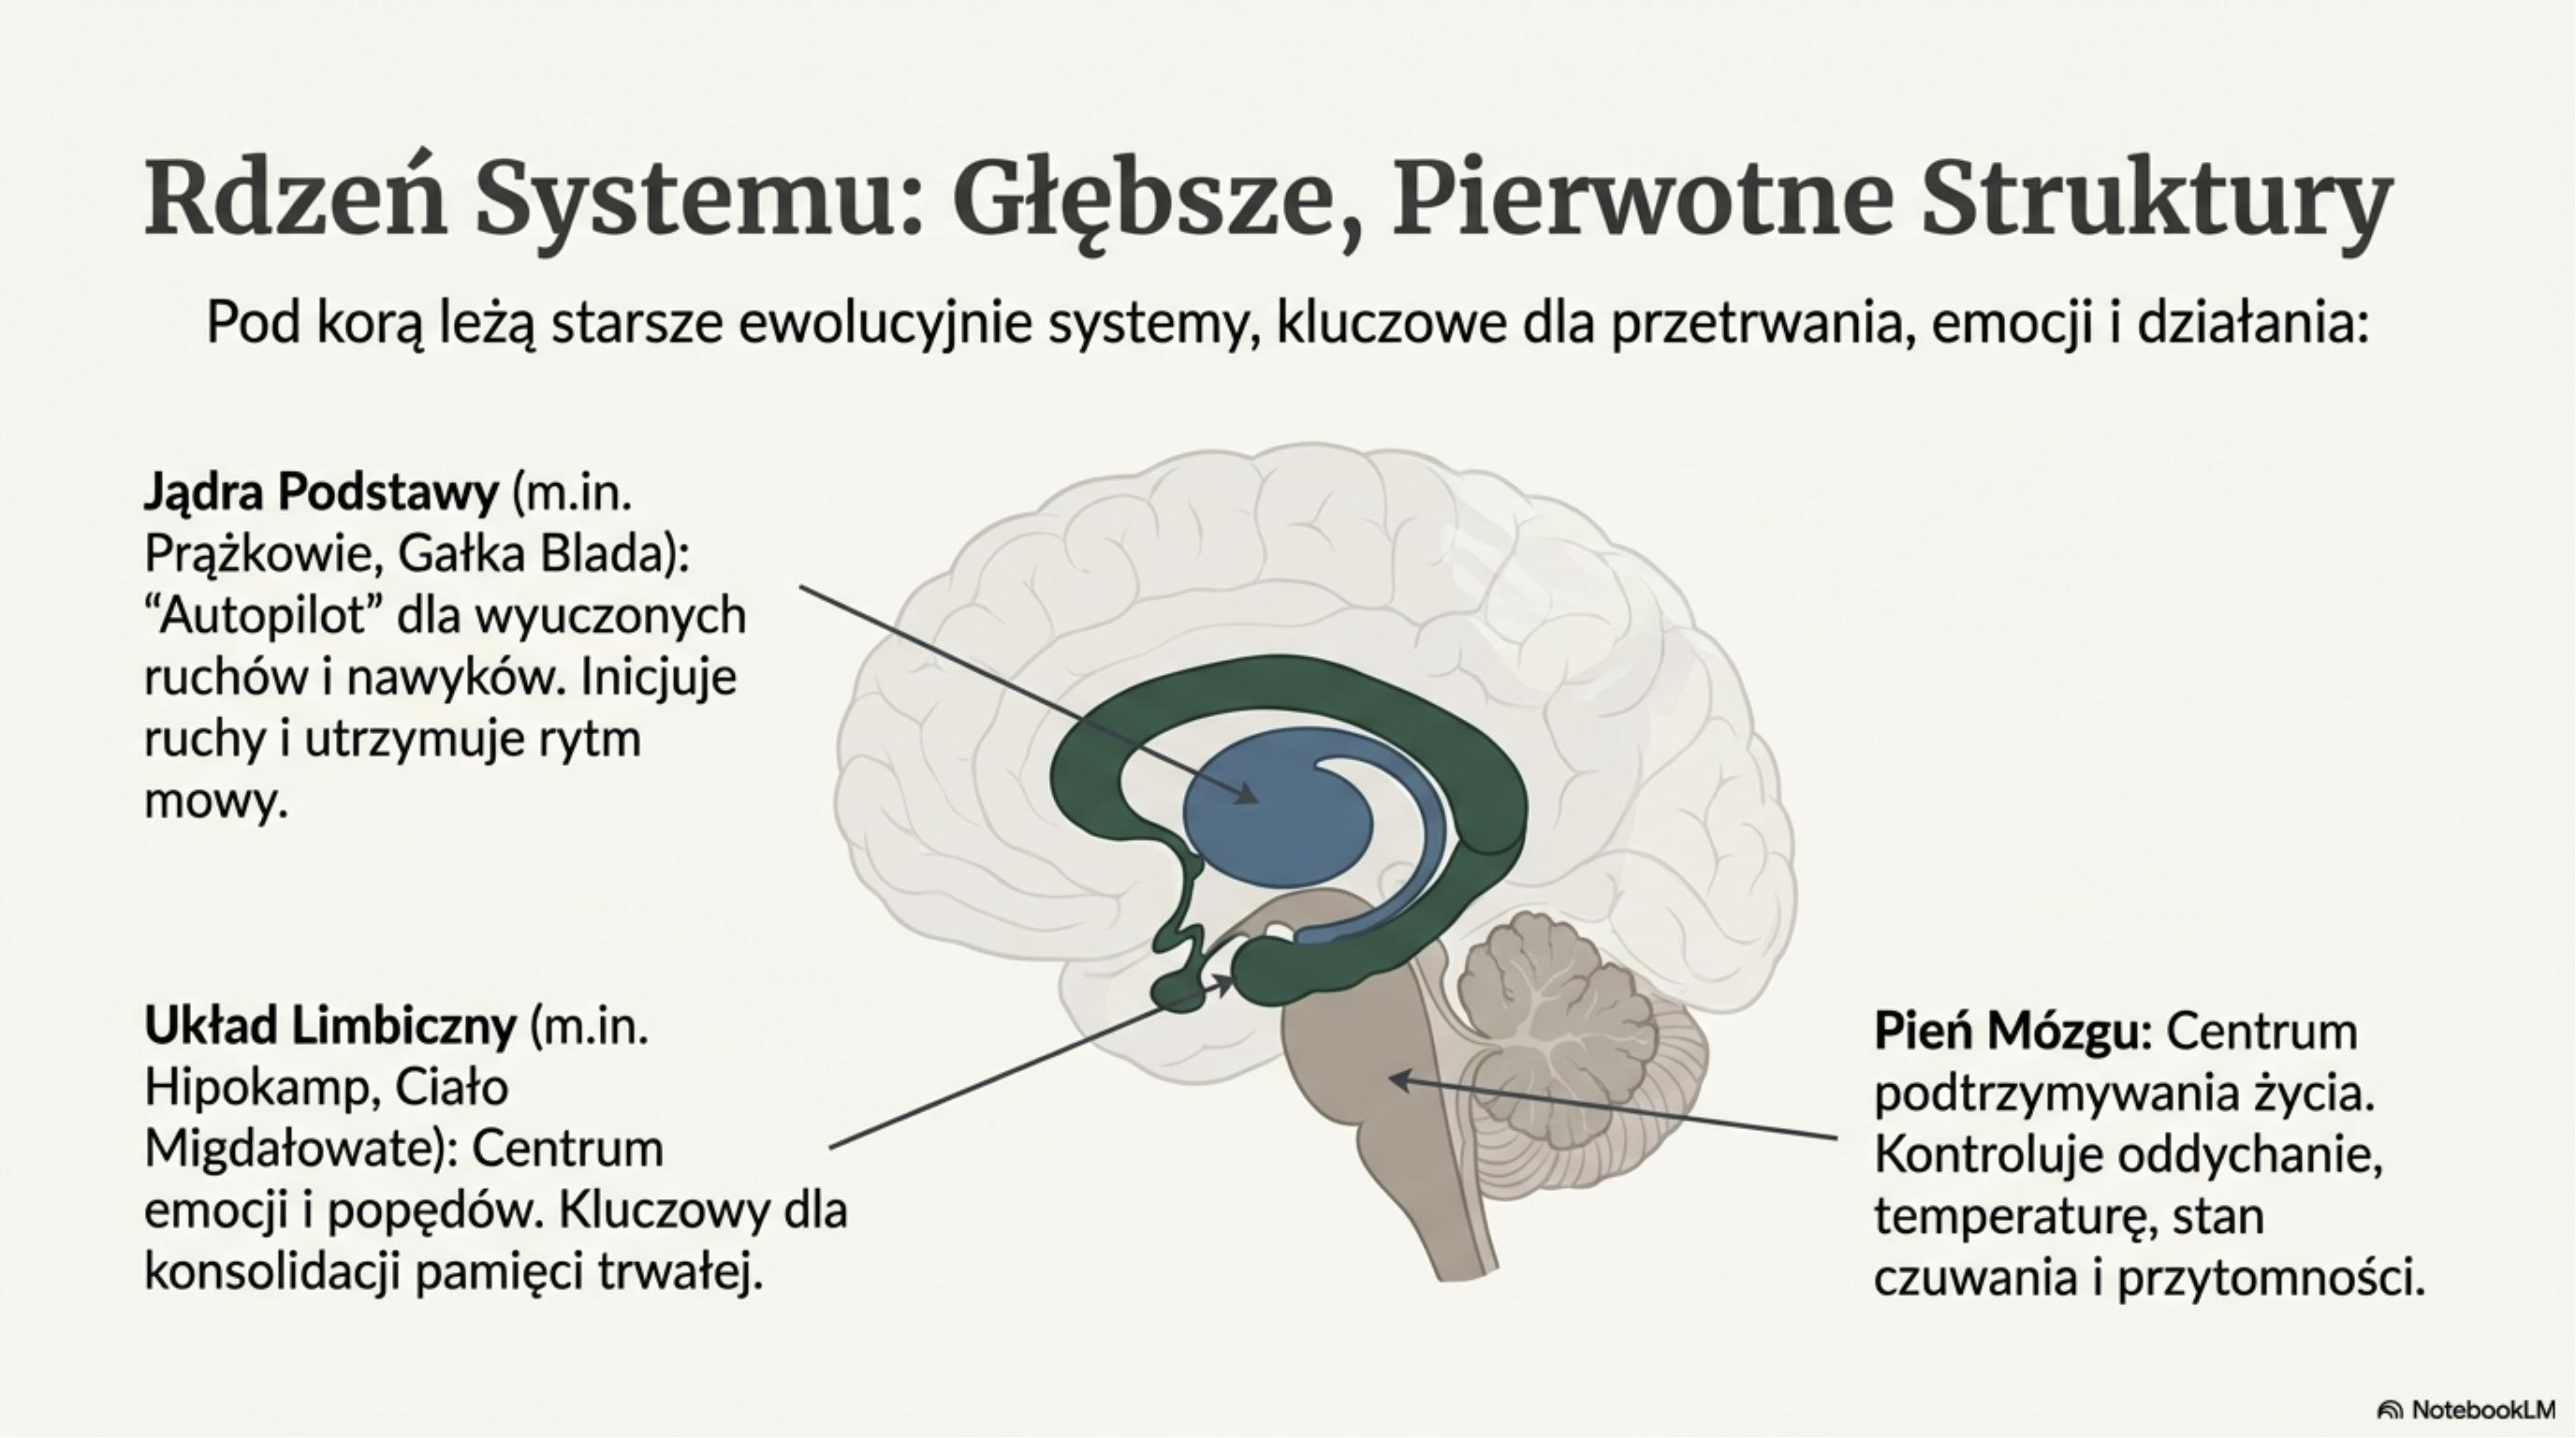 Rdzeń Systemu: Głębsze, Pierwotne Struktury
Pod korą leżą starsze ewolucyjnie systemy, kluczowe dla przetrwania, emocji i działania:
Jądra Podstawy (m.in.
Prążkowie, Gałka Blada):
“Autopilot” dla wyuczonych
ruchów i nawyków. Inicjuje
ruchy i utrzymuje rytm
mowy.
Układ Limbiczny (m.in.
Hipokamp, Ciało
Migdałowate): Centrum
emocji i popędów. Kluczowy dla
konsolidacji pamięci trwałej.
Pień Mózgu: Centrum
podtrzymywania życia.
Kontroluje oddychanie,
temperaturę, stan
czuwania i przytomności.
NotebookLM